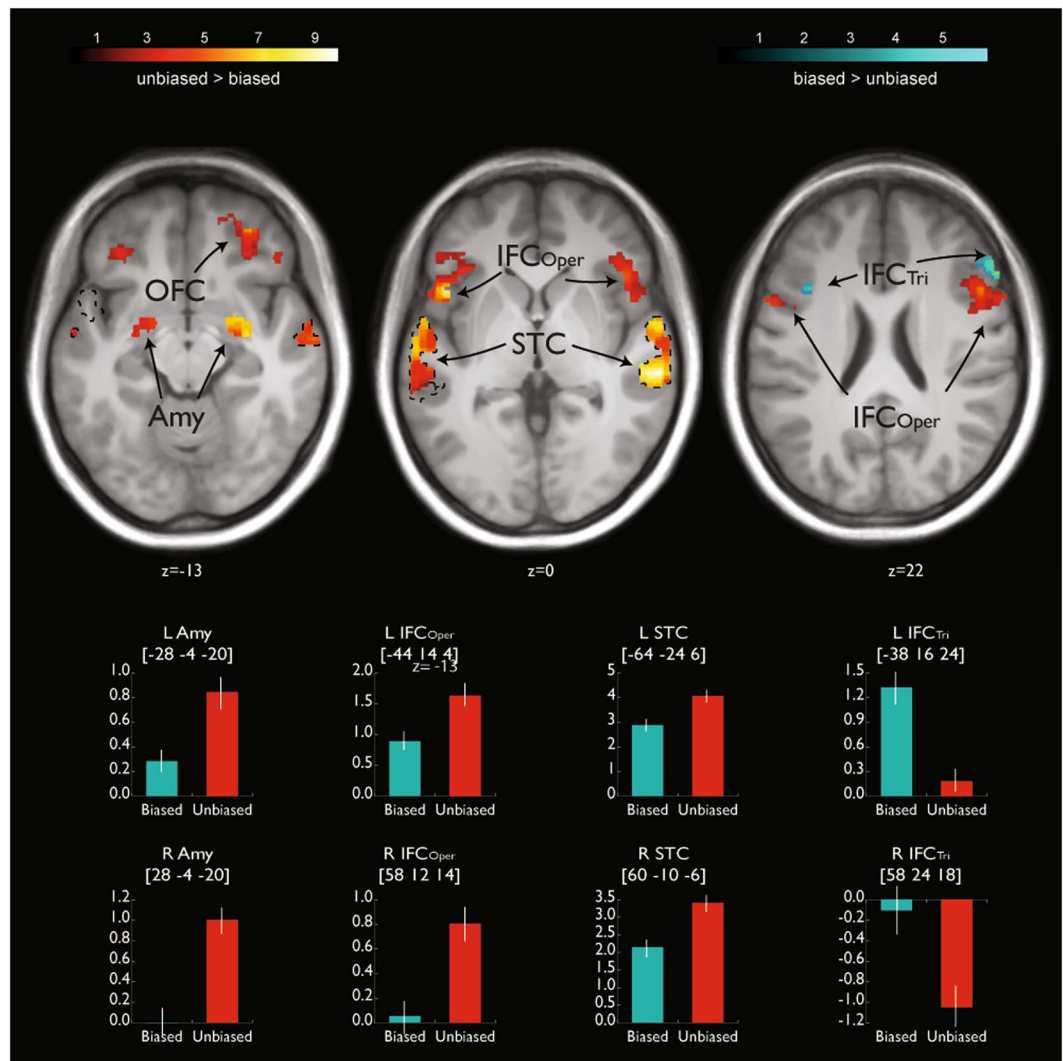 1 3 5 7 9
unbiased > biased
1 2 3 4 5
biased > unbiased
OFC
Amy
IFCOper
STC
IFCTri
IFCOper
z=-13
z=0
z=22
L Amy
[-28 -4 -20]
1.0
0.8
0.6
0.4
0.2
0.0
Biased Unbiased
L IFCOper
[-44 14 4]
z= -13
2.0
1.5
1.0
0.5
0.0
Biased Unbiased
L STC
[-64 -24 6]
5
4
3
2
1
0
Biased Unbiased
L IFCTri
[-38 16 24]
1.5
1.2
0.9
0.6
0.3
0.0
Biased Unbiased
R Amy
[28 -4 -20]
1.2
1.0
0.8
0.6
0.4
0.2
0.0
Biased Unbiased
R IFCOper
[58 12 14]
1.0
0.8
0.6
0.4
0.2
0.0
Biased Unbiased
R STC
[60 -10 -6]
3.5
3.0
2.5
2.0
1.5
1.0
0.5
0.0
Biased Unbiased
R IFCTri
[58 24 18]
-0.0
-0.2
-0.4
-0.6
-0.8
-1.0
-1.2
Biased Unbiased